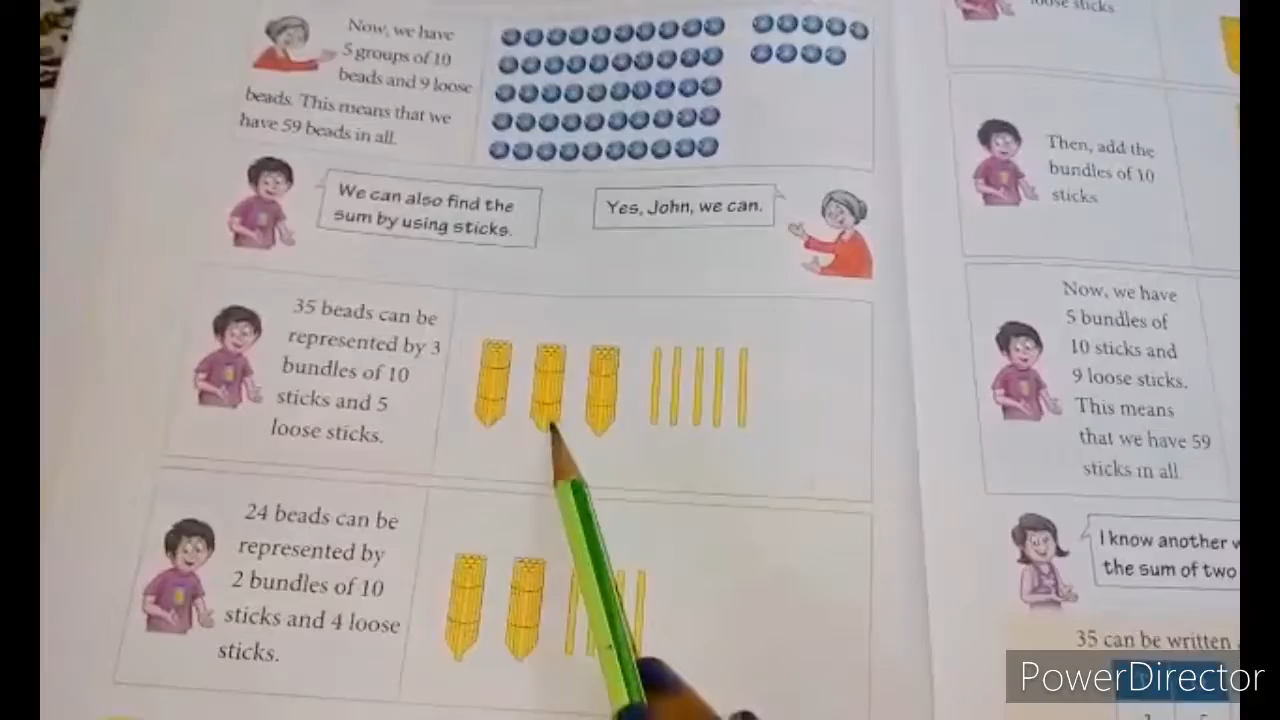 Now, we have
5 groups of 10
beads and 9 loose
beads. This means that we
have 59 beads in all.
We can also find the
sum by using sticks.
Yes, John, we can.
35 beads can be
represented by 3
bundles of 10
sticks and 5
loose sticks.
24 beads can be
represented by
2 bundles of 10
sticks and 4 loose
sticks.
loose sticks
Then, add the
bundles of 10
sticks
Now, we have
5 bundles of
10 sticks and
9 loose sticks.
This means
that we have 59
sticks in all
I know another
the sum of two
35 can be written
PowerDirector